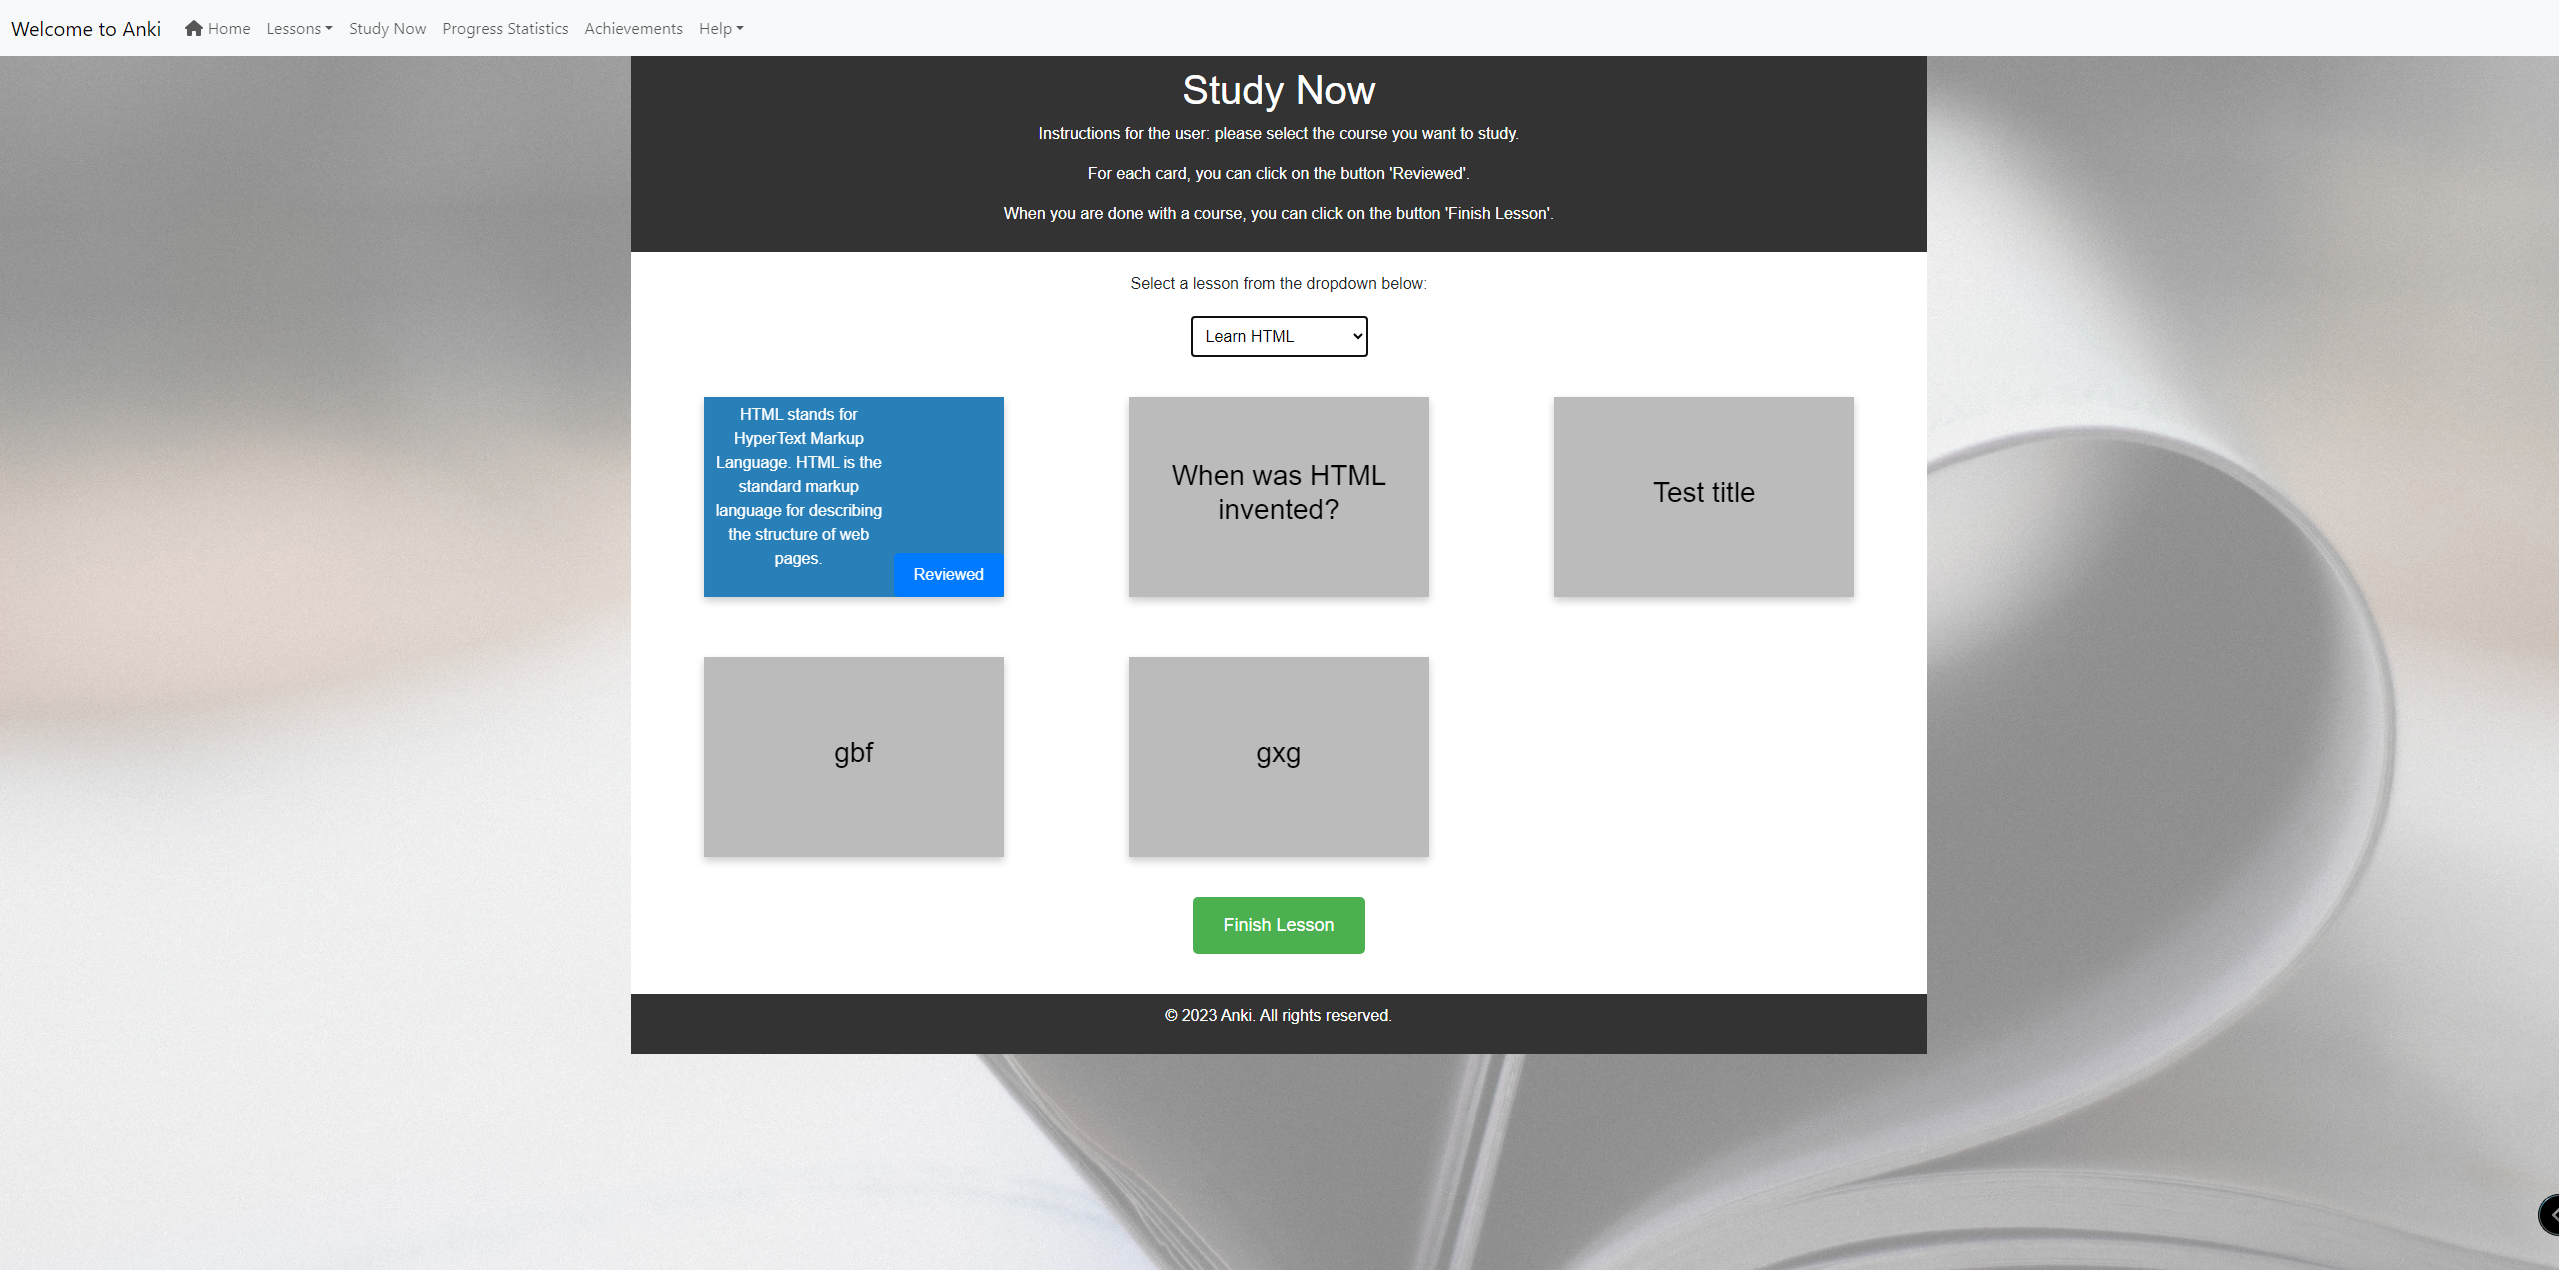 Welcome to Anki Home Lessons Study Now Progress Statistics Achievements Help
Study Now
Instructions for the user: please select the course you want to study.
For each card, you can click on the button 'Reviewed'.
When you are done with a course, you can click on the button 'Finish Lesson'.
Select a lesson from the dropdown below:
Learn HTML
HTML stands for
HyperText Markup
Language. HTML is the
standard markup
language for describing
the structure of web
pages.
Reviewed
When was HTML
invented?
Test title
gbf
gxg
Finish Lesson
© 2023 Anki. All rights reserved.